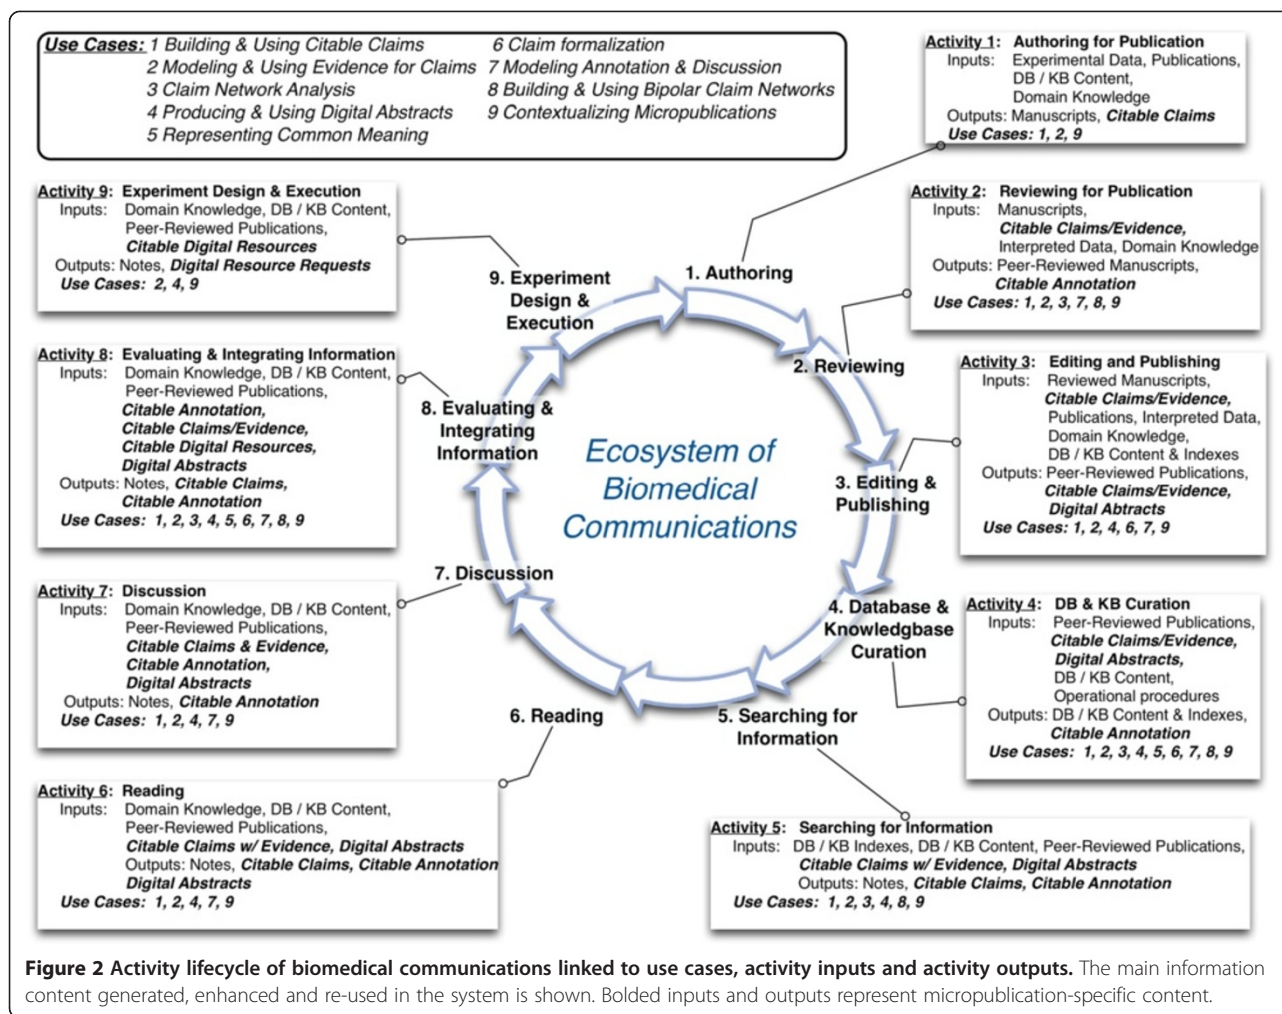 Use Cases: 1 Building & Using Citable Claims
2 Modeling & Using Evidence for Claims
3 Claim Network Analysis
4 Producing & Using Digital Abstracts
5 Representing Common Meaning
6 Claim formalization
7 Modeling Annotation & Discussion
8 Building & Using Bipolar Claim Networks
9 Contextualizing Micropublications
Activity 1: Authoring for Publication
Inputs: Experimental Data, Publications,
DB / KB Content,
Domain Knowledge
Outputs: Manuscripts, Citable Claims
Use Cases: 1, 2, 9
Activity 2: Reviewing for Publication
Inputs: Manuscripts,
Citable Claims/Evidence,
Interpreted Data, Domain Knowledge
Outputs: Peer-Reviewed Manuscripts,
Citable Annotation
Use Cases: 1, 2, 3, 7, 8, 9
Activity 3: Editing and Publishing
Inputs: Reviewed Manuscripts,
Citable Claims/Evidence,
Publications, Interpreted Data,
Domain Knowledge,
DB / KB Content & Indexes
Outputs: Peer-Reviewed Publications,
Citable Claims/Evidence,
Digital Abtracts
Use Cases: 1, 2, 4, 6, 7, 9
Activity 4: DB & KB Curation
Inputs: Peer-Reviewed Publications,
Citable Claims/Evidence,
Digital Abstracts,
DB / KB Content,
Operational procedures
Outputs: DB / KB Content & Indexes,
Citable Annotation
Use Cases: 1, 2, 3, 4, 5, 6, 7, 8, 9
Activity 5: Searching for Information
Inputs: DB / KB Indexes, DB / KB Content, Peer-Reviewed Publications,
Citable Claims w/ Evidence, Digital Abstracts
Outputs: Notes, Citable Claims, Citable Annotation
Use Cases: 1, 2, 3, 4, 8, 9
Activity 6: Reading
Inputs: Domain Knowledge, DB / KB Content,
Peer-Reviewed Publications,
Citable Claims w/ Evidence, Digital Abstracts
Outputs: Notes, Citable Claims, Citable Annotation
Digital Abstracts
Use Cases: 1, 2, 4, 7, 9
Activity 7: Discussion
Inputs: Domain Knowledge, DB / KB Content,
Peer-Reviewed Publications,
Citable Claims & Evidence,
Citable Annotation,
Digital Abstracts
Outputs: Notes, Citable Annotation
Use Cases: 1, 2, 4, 7, 9
Activity 8: Evaluating & Integrating Information
Inputs: Domain Knowledge, DB / KB Content,
Peer-Reviewed Publications,
Citable Annotation,
Citable Claims/Evidence,
Citable Digital Resources,
Digital Abstracts
Outputs: Notes, Citable Claims,
Citable Annotation
Use Cases: 1, 2, 3, 4, 5, 6, 7, 8, 9
Activity 9: Experiment Design & Execution
Inputs: Domain Knowledge, DB / KB Content,
Peer-Reviewed Publications,
Citable Digital Resources
Outputs: Notes, Digital Resource Requests
Use Cases: 2, 4, 9
1. Authoring
2. Reviewing
3. Editing &
Publishing
4. Database &
Knowledgbase
Curation
5. Searching for
Information
6. Reading
7. Discussion
8. Evaluating &
Integrating
Information
9. Experiment
Design &
Execution
Ecosystem of
Biomedical
Communications
Figure 2 Activity lifecycle of biomedical communications linked to use cases, activity inputs and activity outputs. The main information
content generated, enhanced and re-used in the system is shown. Bolded inputs and outputs represent micropublication-specific content.